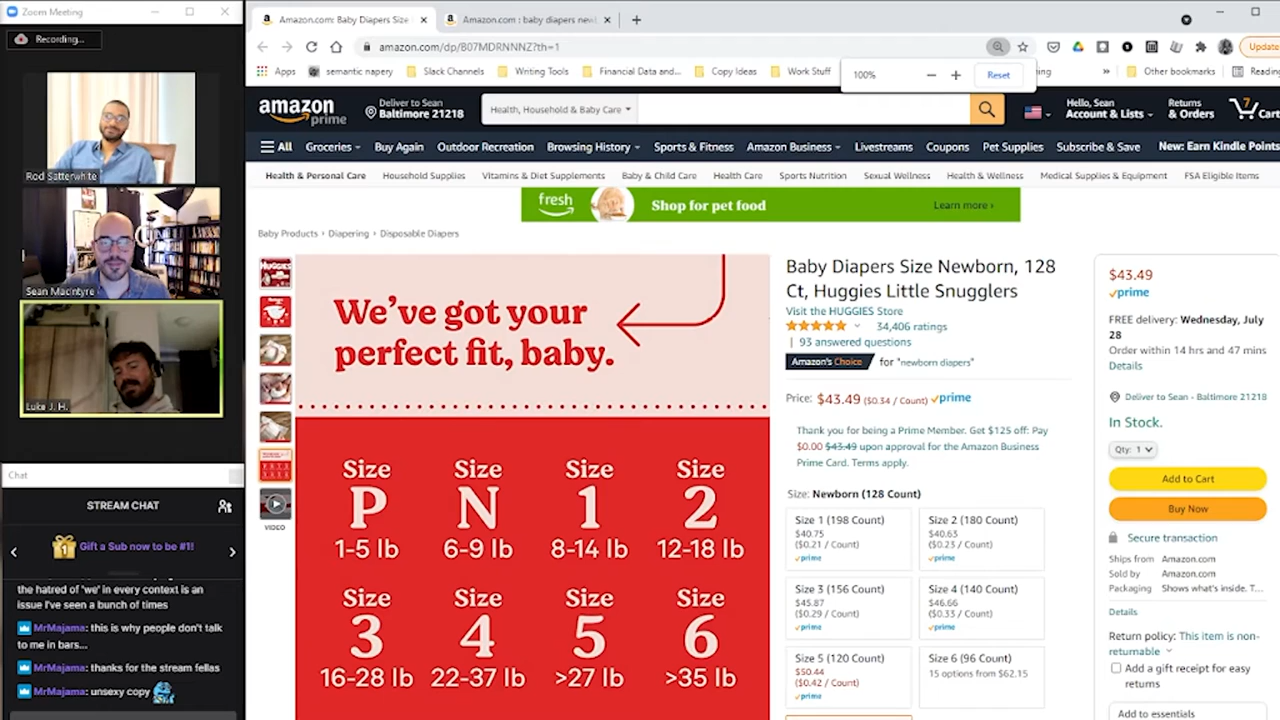 Zoom Meeting
Recording...
Rod Satterwhite
Sean MacIntyre
Luke J. H.
Chat
STREAM CHAT
1
Gift a Sub now to be #1!
the hatred of 'we' in every context is an
issue I've seen a bunch of times
MrMajama: this is why people don't talk
to me in bars...
MrMajama: thanks for the stream fellas
MrMajama: unsexy copy
Amazon.com: Baby Diapers Size
Amazon.com : baby diapers new
amazon.com/dp/B07MDRNNNZ?th=1
Update
Apps
semantic napery
Slack Channels
Writing Tools
Financial Data and...
Copy Ideas
Work Stuff
100%
Reset
ning
Other bookmarks
Reading
amazon
prime
Deliver to Sean
Baltimore 21218
Health, Household & Baby Care
Hello, Sean
Account & Lists
Returns
& Orders
7
Cart
All
Groceries
Buy Again
Outdoor Recreation
Browsing History
Sports & Fitness
Amazon Business
Livestreams
Coupons
Pet Supplies
Subscribe & Save
New: Earn Kindle Points
Health & Personal Care
Household Supplies
Vitamins & Diet Supplements
Baby & Child Care
Health Care
Sports Nutrition
Sexual Wellness
Health & Wellness
Medical Supplies & Equipment
FSA Eligible Items
fresh
Shop for pet food
Learn more ›
Baby Products › Diapering › Disposable Diapers
HUGGIES
VIDEO
We've got your
perfect fit, baby.
Size Size Size Size
P N 1 2
1-5 lb 6-9 lb 8-14 lb 12-18 lb
Size Size Size Size
3 4 5 6
16-28 lb 22-37 lb >27 lb >35 lb
Baby Diapers Size Newborn, 128
Ct, Huggies Little Snugglers
Visit the HUGGIES Store
34,406 ratings
| 93 answered questions
Amazon's Choice for "newborn diapers"
Price: $43.49 ($0.34 / Count) prime
Thank you for being a Prime Member. Get $125 off: Pay
$0.00 $43.49 upon approval for the Amazon Business
Prime Card. Terms apply.
Size: Newborn (128 Count)
Size 1 (198 Count)
$40.75
($0.21 / Count)
prime
Size 2 (180 Count)
$40.63
($0.23 / Count)
prime
Size 3 (156 Count)
$45.87
($0.29 / Count)
prime
Size 4 (140 Count)
$46.66
($0.33 / Count)
prime
Size 5 (120 Count)
$50.44
($0.42 / Count)
prime
Size 6 (96 Count)
15 options from $62.15
$43.49
prime
FREE delivery: Wednesday, July
28
Order within 14 hrs and 47 mins
Details
Deliver to Sean - Baltimore 21218
In Stock.
Qty: 1
Add to Cart
Buy Now
Secure transaction
Ships from Amazon.com
Sold by Amazon.com
Packaging Shows what's inside. T...
Details
Return policy: This item is non-
returnable
Add a gift receipt for easy
returns
Add to essentials